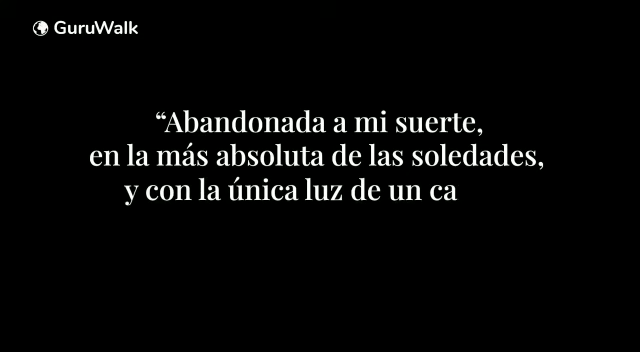 GuruWalk
“Abandonada a mi suerte,
en la más absoluta de las soledades,
y con la única luz de un ca